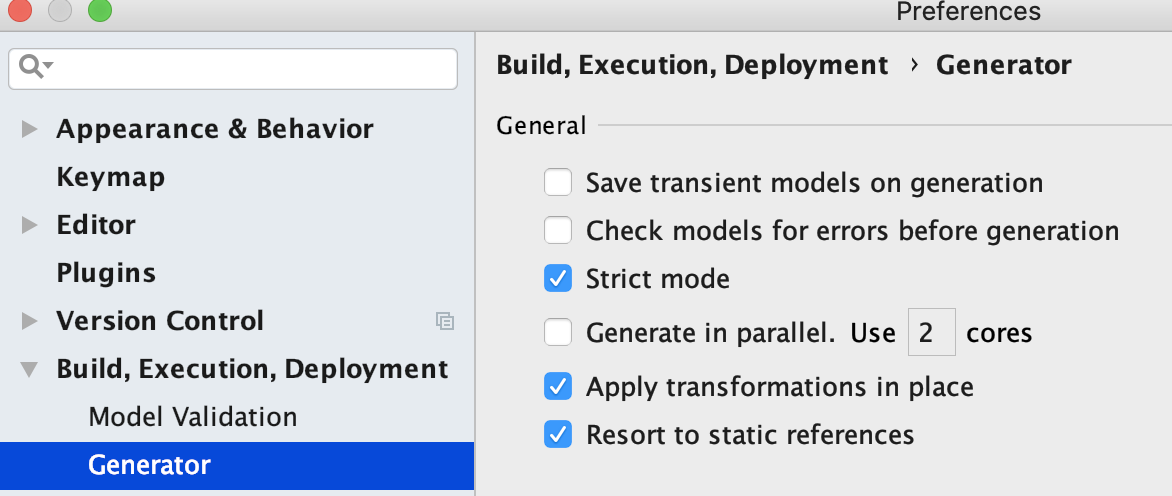 Preferences
Appearance & Behavior
Keymap
Editor
Plugins
Version Control
Build, Execution, Deployment
Model Validation
Generator
Build, Execution, Deployment › Generator
General
Save transient models on generation
Check models for errors before generation
Strict mode
Generate in parallel. Use 2 cores
Apply transformations in place
Resort to static references